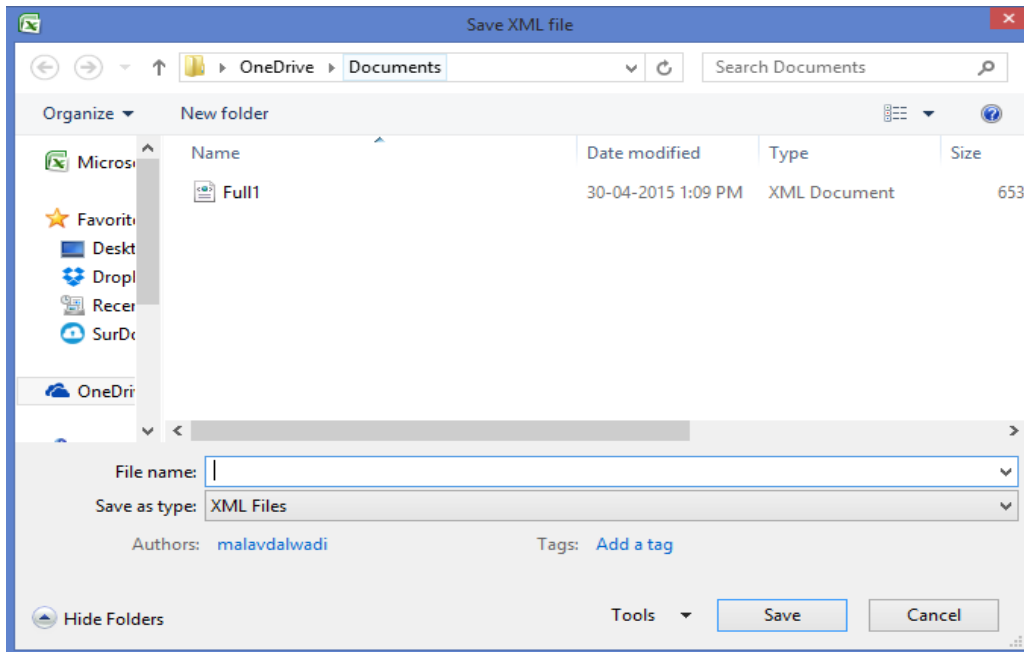 Save XML file
OneDrive Documents Search Documents
Organize New folder
Name Date modified Type Size
Full1 30-04-2015 1:09 PM XML Document 653
Micros
Favorit
Deskt
Dropl
Recer
SurDo
OneDri
File name:
Save as type: XML Files
Authors: malavdalwadi Tags: Add a tag
Hide Folders Tools Save Cancel